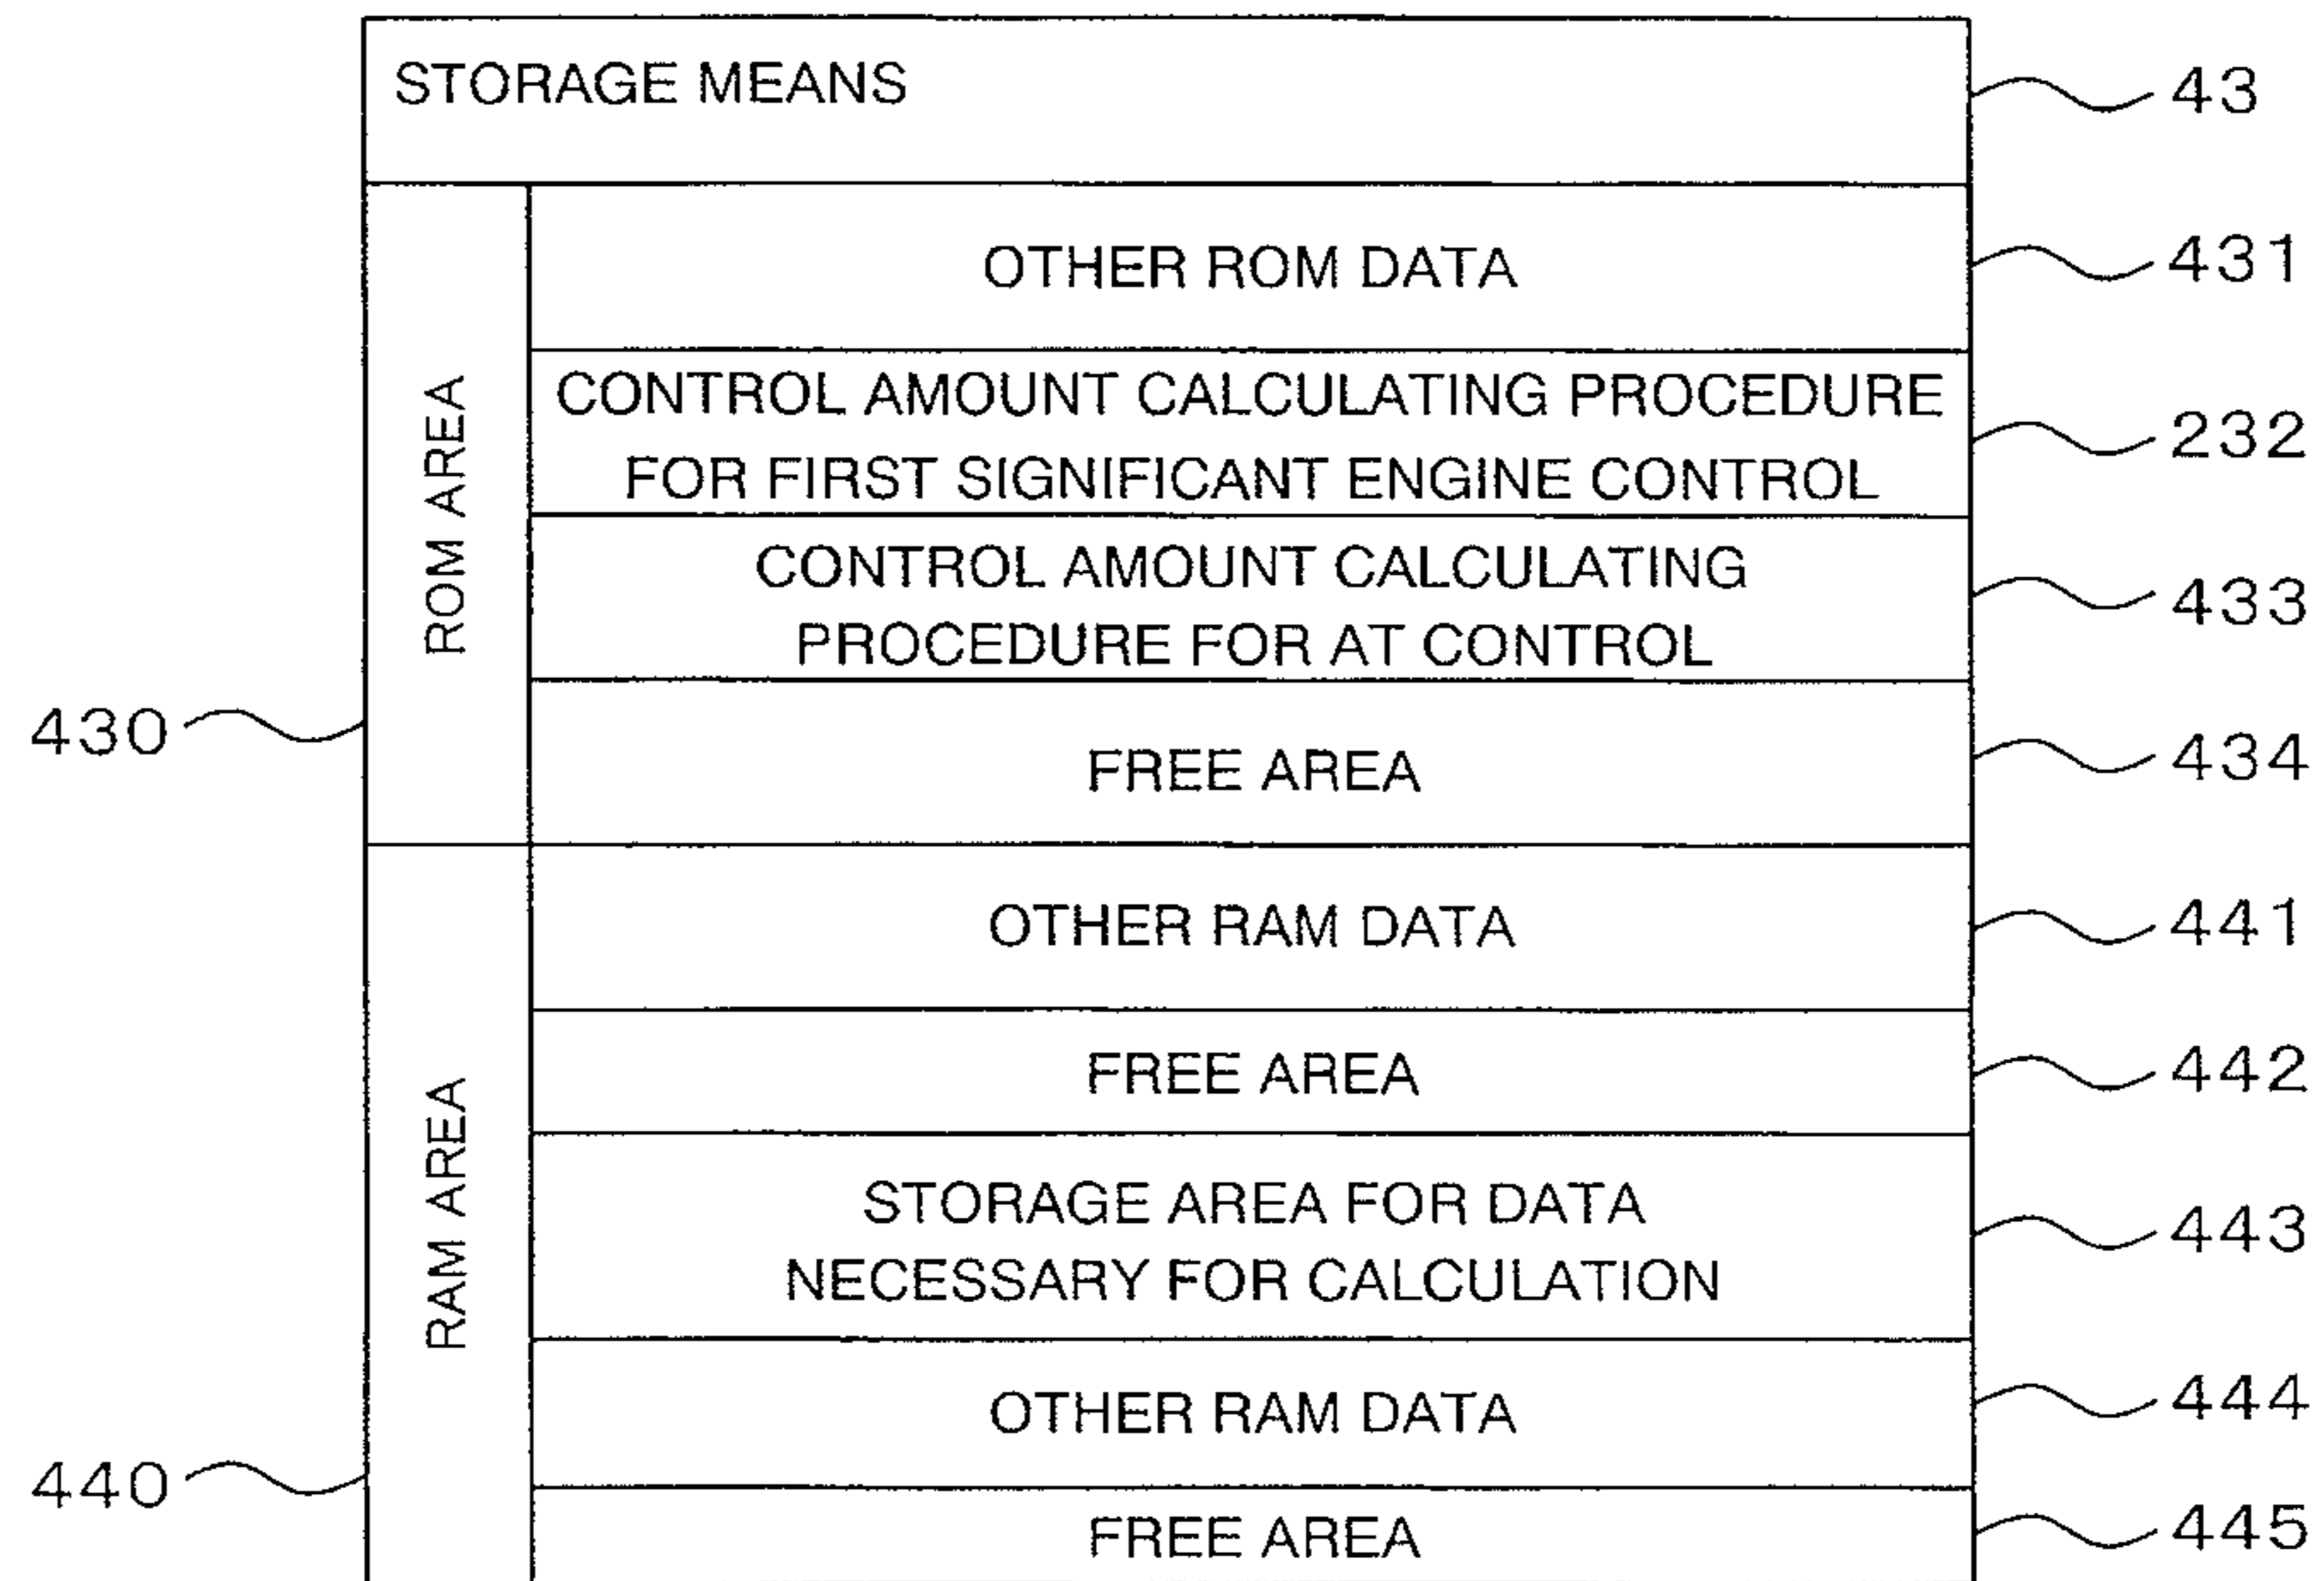 STORAGE MEANS
43
ROM AREA
430
OTHER ROM DATA
431
CONTROL AMOUNT CALCULATING PROCEDURE
FOR FIRST SIGNIFICANT ENGINE CONTROL
232
CONTROL AMOUNT CALCULATING
PROCEDURE FOR AT CONTROL
433
FREE AREA
434
RAM AREA
440
OTHER RAM DATA
441
FREE AREA
442
STORAGE AREA FOR DATA
NECESSARY FOR CALCULATION
443
OTHER RAM DATA
444
FREE AREA
445